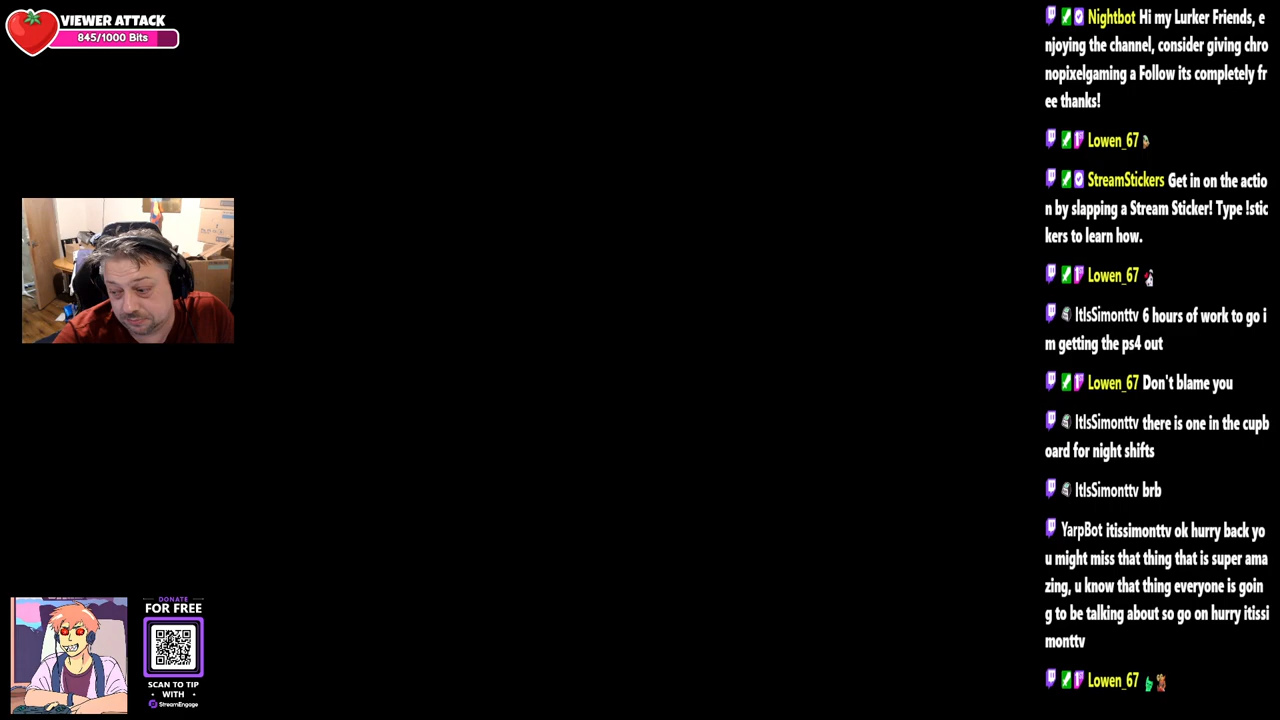 VIEWER ATTACK
845/1000 Bits
Nightbot Hi my Lurker Friends, e
njoying the channel, consider giving chro
nopixelgaming a Follow its completely fr
ee thanks!
Lowen_67
StreamStickers Get in on the actio
n by slapping a Stream Sticker! Type !stic
kers to learn how.
Lowen_67
ItIsSimonttv 6 hours of work to go i
m getting the ps4 out
Lowen_67 Don't blame you
ItIsSimonttv there is one in the cupb
oard for night shifts
ItIsSimonttv brb
YarpBot itissimonttv ok hurry back yo
u might miss that thing that is super ama
zing, u know that thing everyone is goin
g to be talking about so go on hurry itissi
monttv
Lowen_67
DONATE
FOR FREE
SCAN TO TIP
WITH
StreamEngage